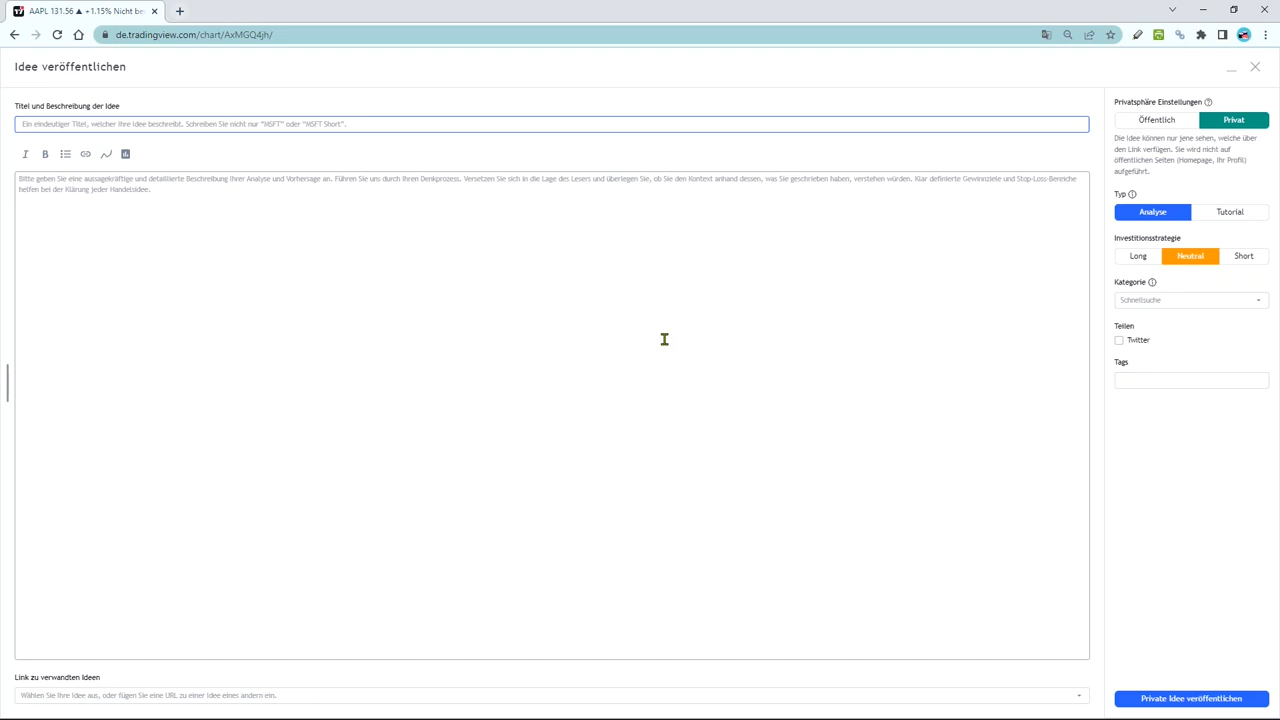 AAPL 131.56 ▲ +1.15% Nicht be
de.tradingview.com/chart/AxMGQ4jh/
Idee veröffentlichen
Titel und Beschreibung der Idee
Ein eindeutiger Titel, welcher Ihre Idee beschreibt. Schreiben Sie nicht nur "MSFT" oder "MSFT Short".
Bitte geben Sie eine aussagekräftige und detaillierte Beschreibung Ihrer Analyse und Vorhersage an. Führen Sie uns durch Ihren Denkprozess. Versetzen Sie sich in die Lage des Lesers und überlegen Sie, ob Sie den Kontext anhand dessen, was Sie geschrieben haben, verstehen würden. Klar definierte Gewinnziele und Stop-Loss-Bereiche
helfen bei der Klärung jeder Handelsidee.
Link zu verwandten Ideen
Wählen Sie Ihre Idee aus, oder fügen Sie eine URL zu einer Idee eines andern ein.
Privatsphäre Einstellungen
Öffentlich Privat
Die Idee können nur jene sehen, welche über
den Link verfügen. Sie wird nicht auf
öffentlichen Seiten (Homepage, Ihr Profil)
aufgeführt.
Typ
Analyse Tutorial
Investitionsstrategie
Long Neutral Short
Kategorie
Schnellsuche
Teilen
Twitter
Tags
Private Idee veröffentlichen